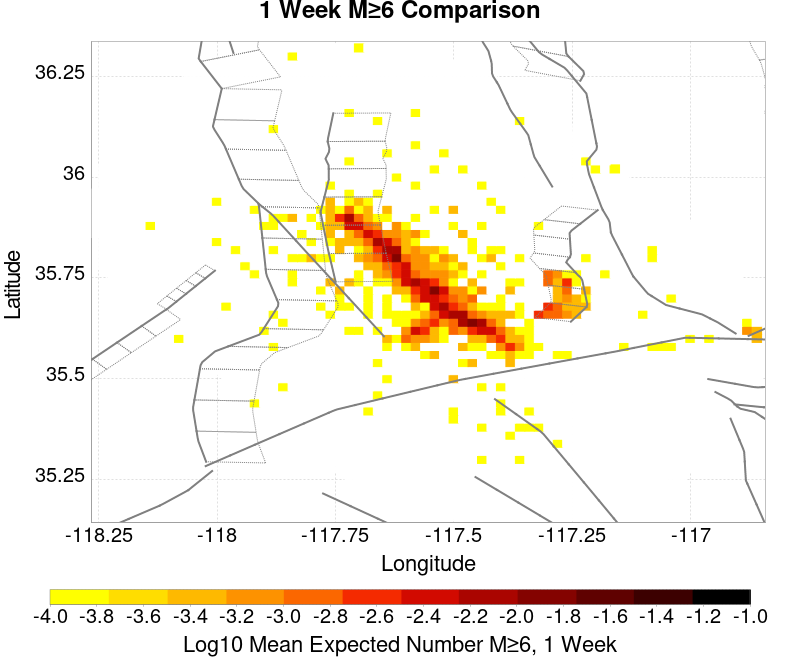 1 Week M≥6 Comparison
36.25
36
35.75
35.5
35.25
Latitude
-118.25 -118 -117.75 -117.5 -117.25 -117
Longitude
-4.0 -3.8 -3.6 -3.4 -3.2 -3.0 -2.8 -2.6 -2.4 -2.2 -2.0 -1.8 -1.6 -1.4 -1.2 -1.0
Log10 Mean Expected Number M≥6, 1 Week